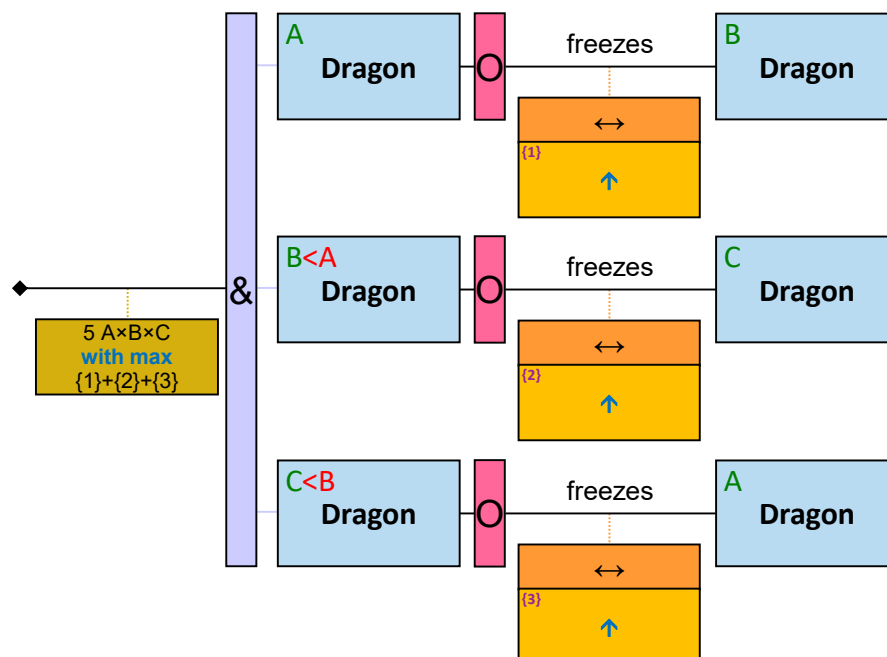 A
Dragon
O
freezes
↔
{1}
↑
B
Dragon
&
B<A
Dragon
O
freezes
↔
{2}
↑
C
Dragon
5 A×B×C
with max
{1}+{2}+{3}
C<B
Dragon
O
freezes
↔
{3}
↑
A
Dragon